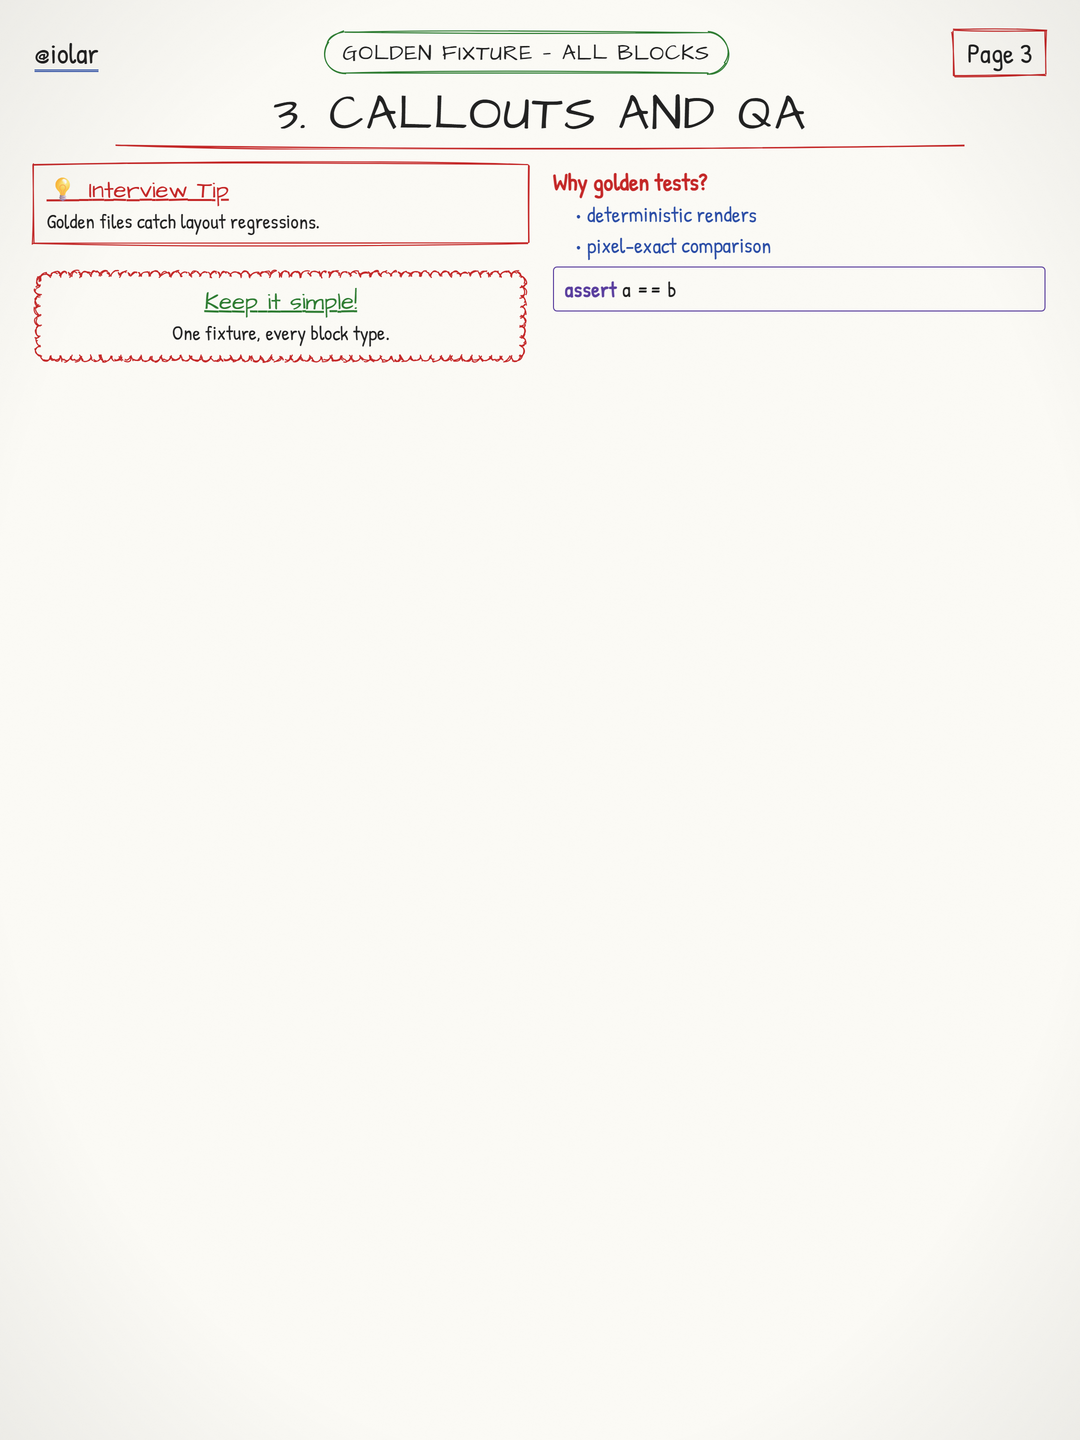 @iolar
GOLDEN FIXTURE - ALL BLOCKS
Page 3
3. CALLOUTS AND QA
💡 Interview Tip
Golden files catch layout regressions.
Keep it simple!
One fixture, every block type.
Why golden tests?
• deterministic renders
• pixel-exact comparison
assert a == b